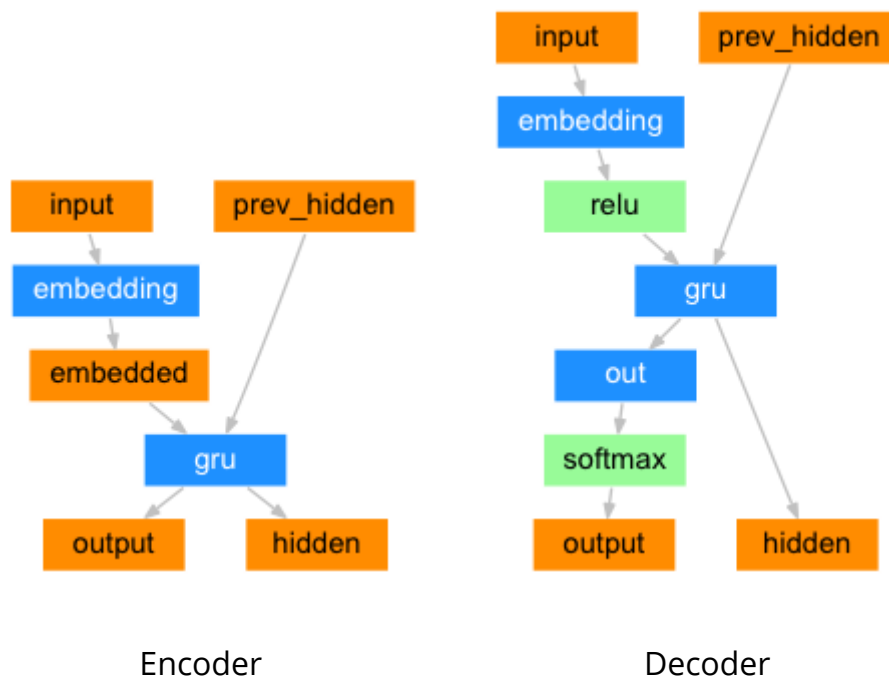 input
prev_hidden
embedding
embedded
gru
output
hidden
Encoder
input
prev_hidden
embedding
relu
gru
out
softmax
output
hidden
Decoder